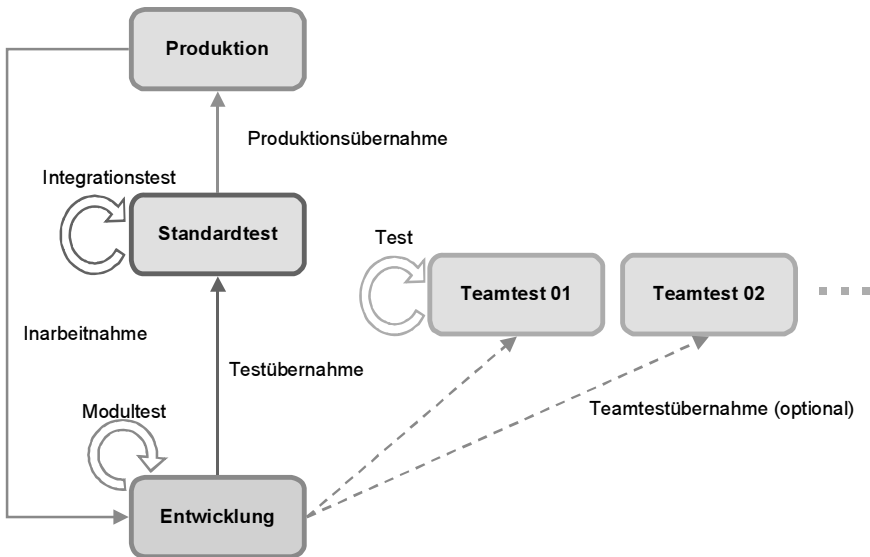 Produktion
Produktionsübernahme
Integrationstest
Standardtest
Test
Teamtest 01
Teamtest 02
Inarbeitnahme
Testübernahme
Modultest
Teamtestübernahme (optional)
Entwicklung